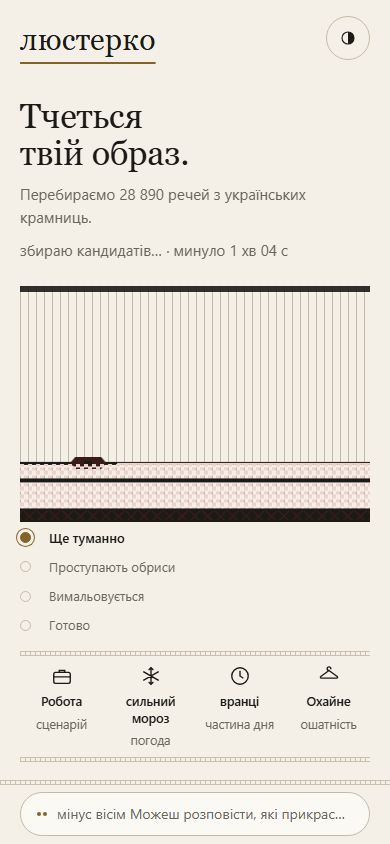 люстерко
Тчеться
твій образ.
Перебираємо 28 890 речей з українських
крамниць.
збираю кандидатів… · минуло 1 хв 04 с
Ще туманно
Проступають обриси
Вимальовується
Готово
Робота
сценарій
сильний
мороз
погода
вранці
частина дня
Охайне
ошатність
мінус вісім Можеш розповісти, які прикрас…